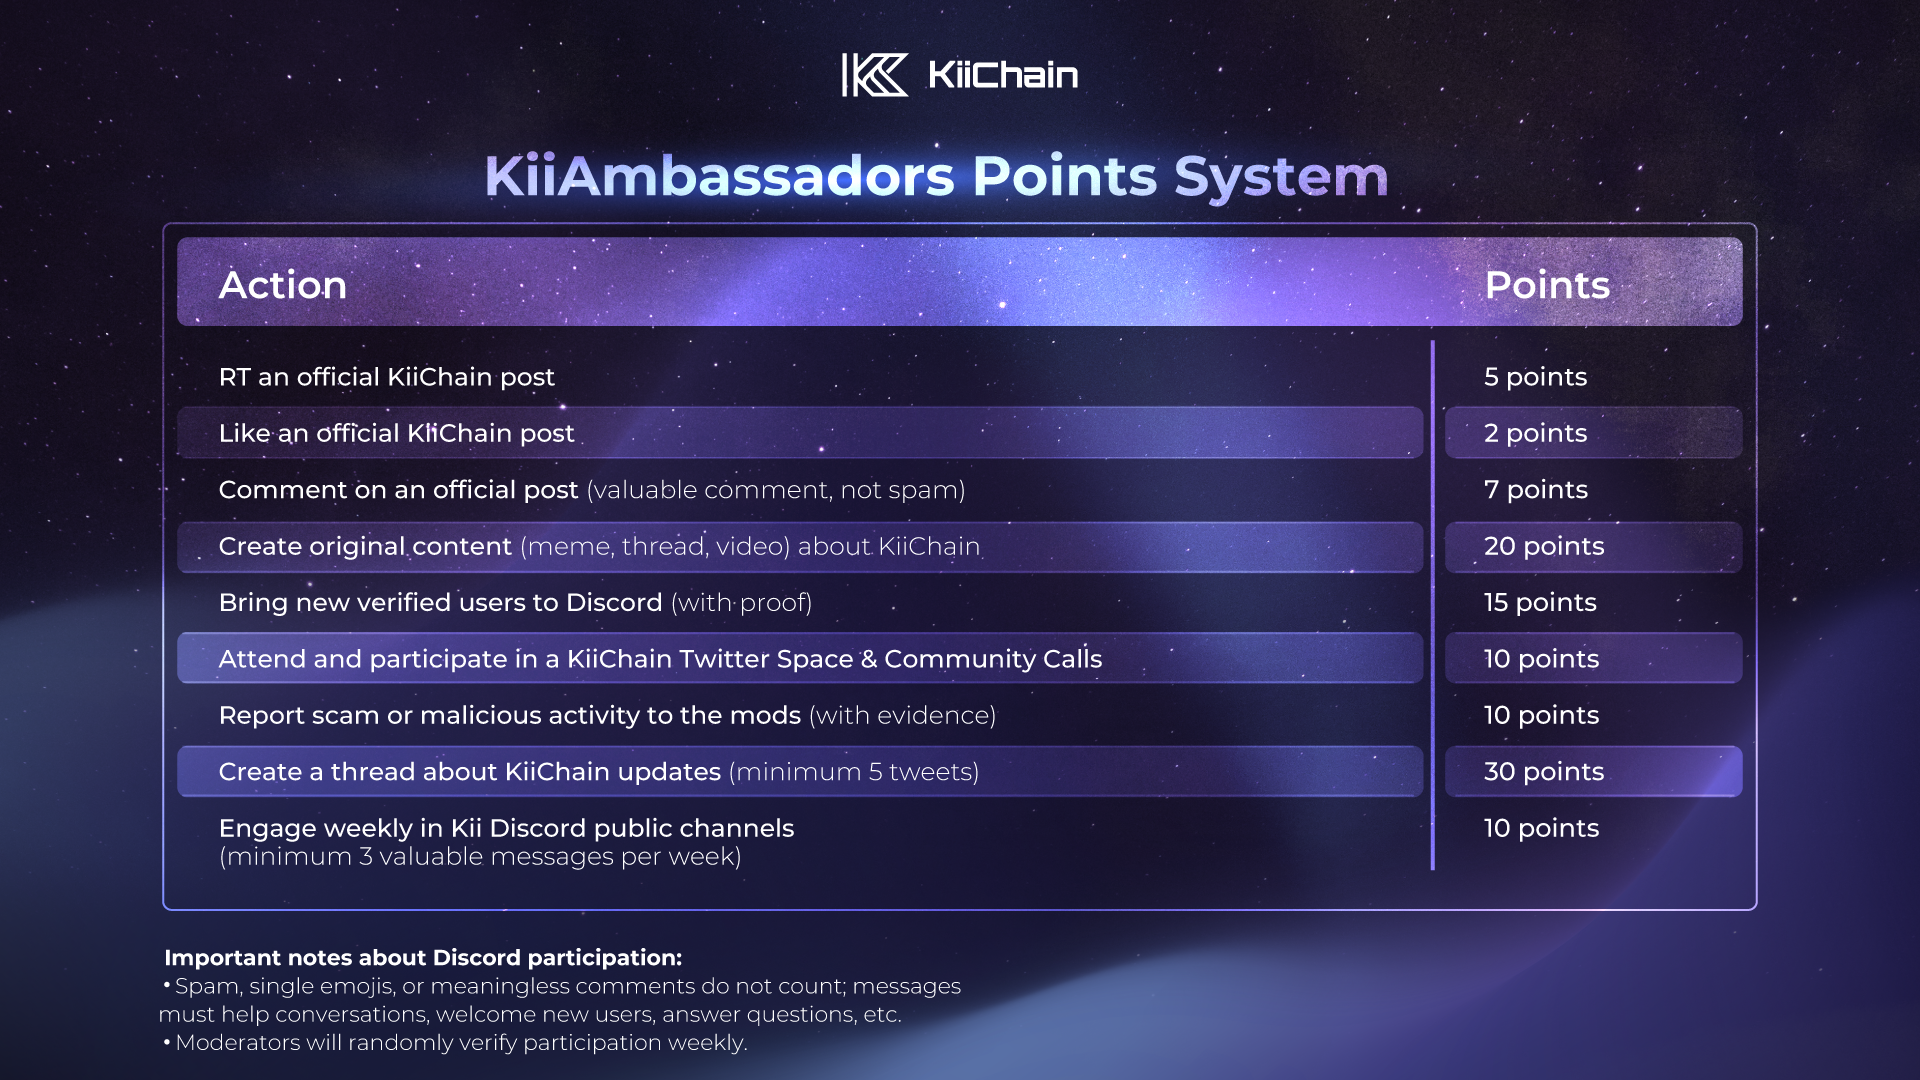 KiiChain
KiiAmbassadors Points System
Action Points
RT an official KiiChain post 5 points
Like an official KiiChain post 2 points
Comment on an official post (valuable comment, not spam) 7 points
Create original content (meme, thread, video) about KiiChain 20 points
Bring new verified users to Discord (with proof) 15 points
Attend and participate in a KiiChain Twitter Space & Community Calls 10 points
Report scam or malicious activity to the mods (with evidence) 10 points
Create a thread about KiiChain updates (minimum 5 tweets) 30 points
Engage weekly in Kii Discord public channels 10 points
(minimum 3 valuable messages per week)
Important notes about Discord participation:
• Spam, single emojis, or meaningless comments do not count; messages
must help conversations, welcome new users, answer questions, etc.
• Moderators will randomly verify participation weekly.